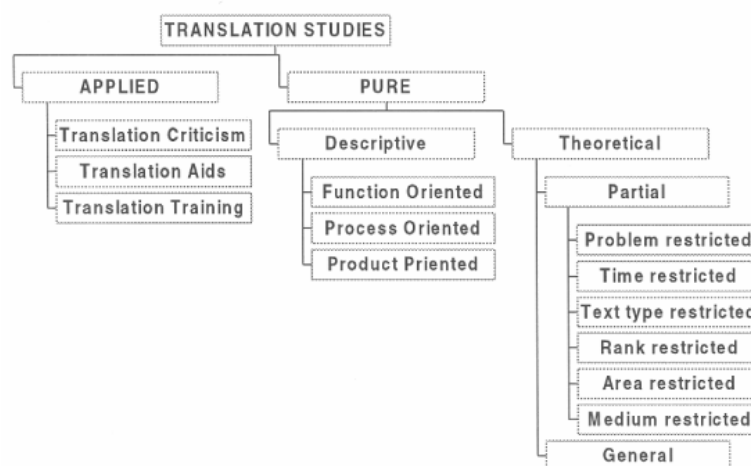 TRANSLATION STUDIES
APPLIED
PURE
Translation Criticism
Translation Aids
Translation Training
Descriptive
Function Oriented
Process Oriented
Product Priented
Theoretical
Partial
Problem restricted
Time restricted
Text type restricted
Rank restricted
Area restricted
Medium restricted
General